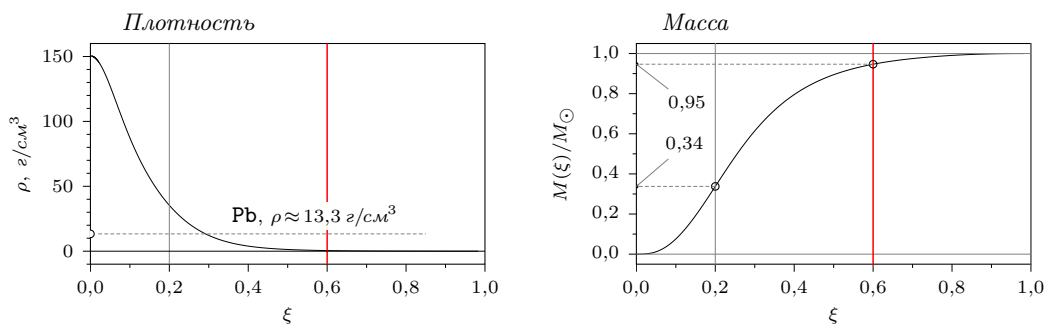 Плотность
ρ, г/см³
150
100
50
0
Pb, ρ≈13,3 г/см³
0,0 0,2 0,4 0,6 0,8 1,0
ξ
Масса
M(ξ)/M☉
1,0
0,8
0,6
0,4
0,2
0,0
0,95
0,34
0,0 0,2 0,4 0,6 0,8 1,0
ξ